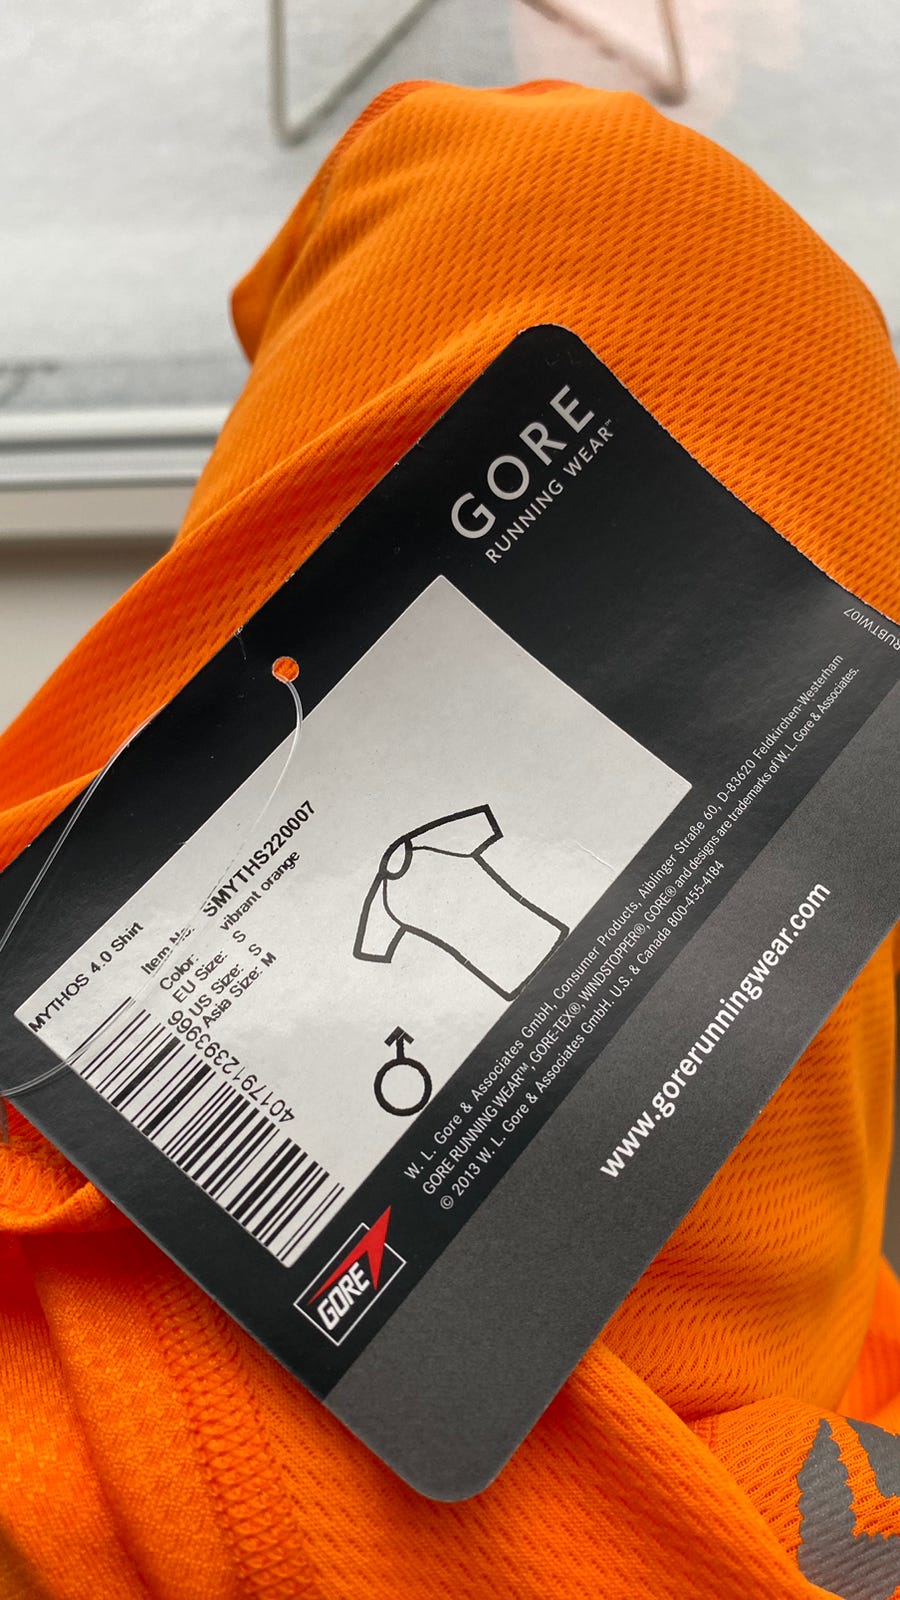 GORE
RUNNING WEAR™
RUBTWI07
MYTHOS 4.0 Shirt
Item No.: SMYTHS220007
Color: vibrant orange
EU Size: S
US Size: S
Asia Size: M
4017912393966
W. L. Gore & Associates GmbH, Consumer Products, Aiblinger Straße 60, D-83620 Feldkirchen-Westerham
GORE RUNNING WEAR™, GORE-TEX®, WINDSTOPPER®, GORE® and designs are trademarks of W. L. Gore & Associates.
© 2013 W. L. Gore & Associates GmbH. U.S. & Canada 800-455-4184
www.gorerunningwear.com
GORE